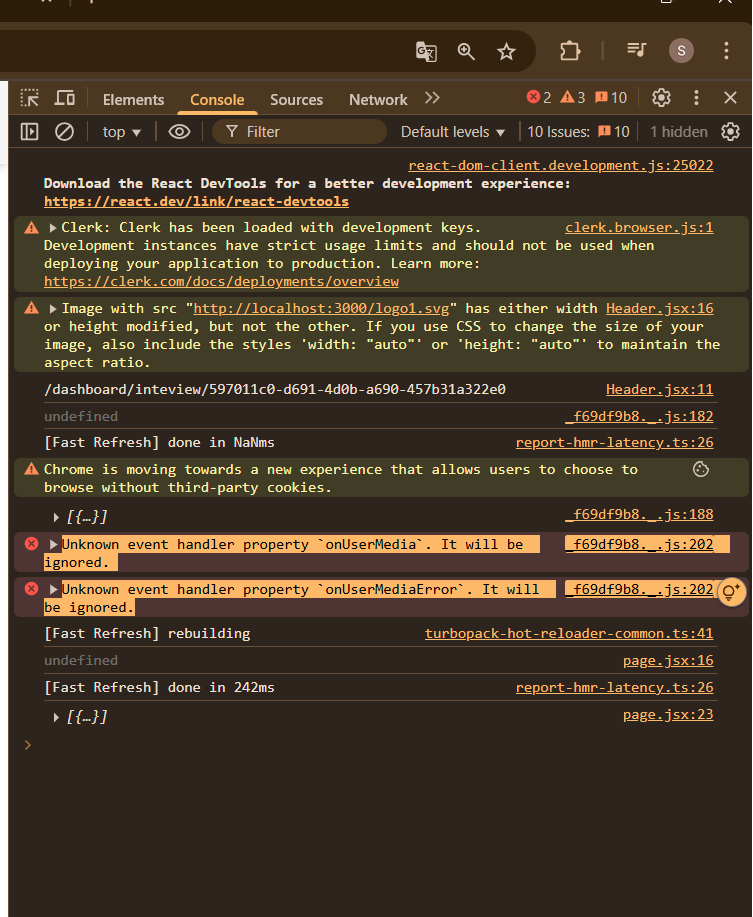 S
Elements Console Sources Network 2 3 10
top Filter Default levels 10 Issues: 10 1 hidden
react-dom-client.development.js:25022
Download the React DevTools for a better development experience:
https://react.dev/link/react-devtools
Clerk: Clerk has been loaded with development keys. clerk.browser.js:1
Development instances have strict usage limits and should not be used when
deploying your application to production. Learn more:
https://clerk.com/docs/deployments/overview
Image with src "http://localhost:3000/logo1.svg" has either width Header.jsx:16
or height modified, but not the other. If you use CSS to change the size of your
image, also include the styles 'width: "auto"' or 'height: "auto"' to maintain the
aspect ratio.
/dashboard/inteview/597011c0-d691-4d0b-a690-457b31a322e0 Header.jsx:11
undefined _f69df9b8._.js:182
[Fast Refresh] done in NaNms report-hmr-latency.ts:26
Chrome is moving towards a new experience that allows users to choose to
browse without third-party cookies.
[{…}] _f69df9b8._.js:188
Unknown event handler property `onUserMedia`. It will be _f69df9b8._.js:202
ignored.
Unknown event handler property `onUserMediaError`. It will _f69df9b8._.js:202
be ignored.
[Fast Refresh] rebuilding turbopack-hot-reloader-common.ts:41
undefined page.jsx:16
[Fast Refresh] done in 242ms report-hmr-latency.ts:26
[{…}] page.jsx:23